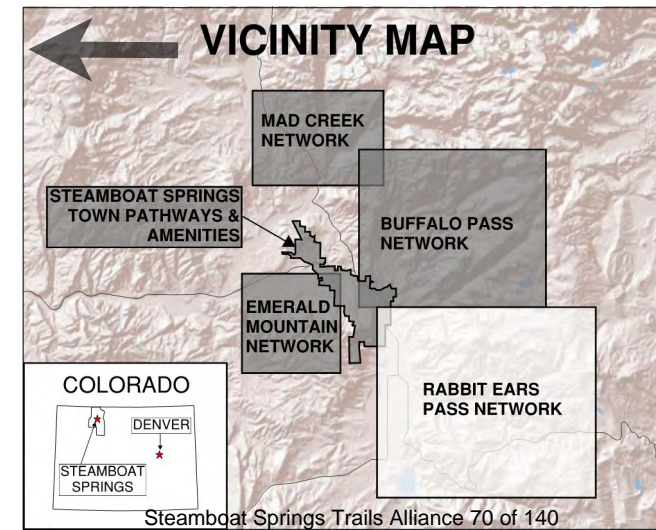 VICINITY MAP
MAD CREEK
NETWORK
STEAMBOAT SPRINGS
TOWN PATHWAYS &
AMENITIES
BUFFALO PASS
NETWORK
EMERALD
MOUNTAIN
NETWORK
RABBIT EARS
PASS NETWORK
COLORADO
DENVER
STEAMBOAT
SPRINGS
Steamboat Springs Trails Alliance 70 of 140